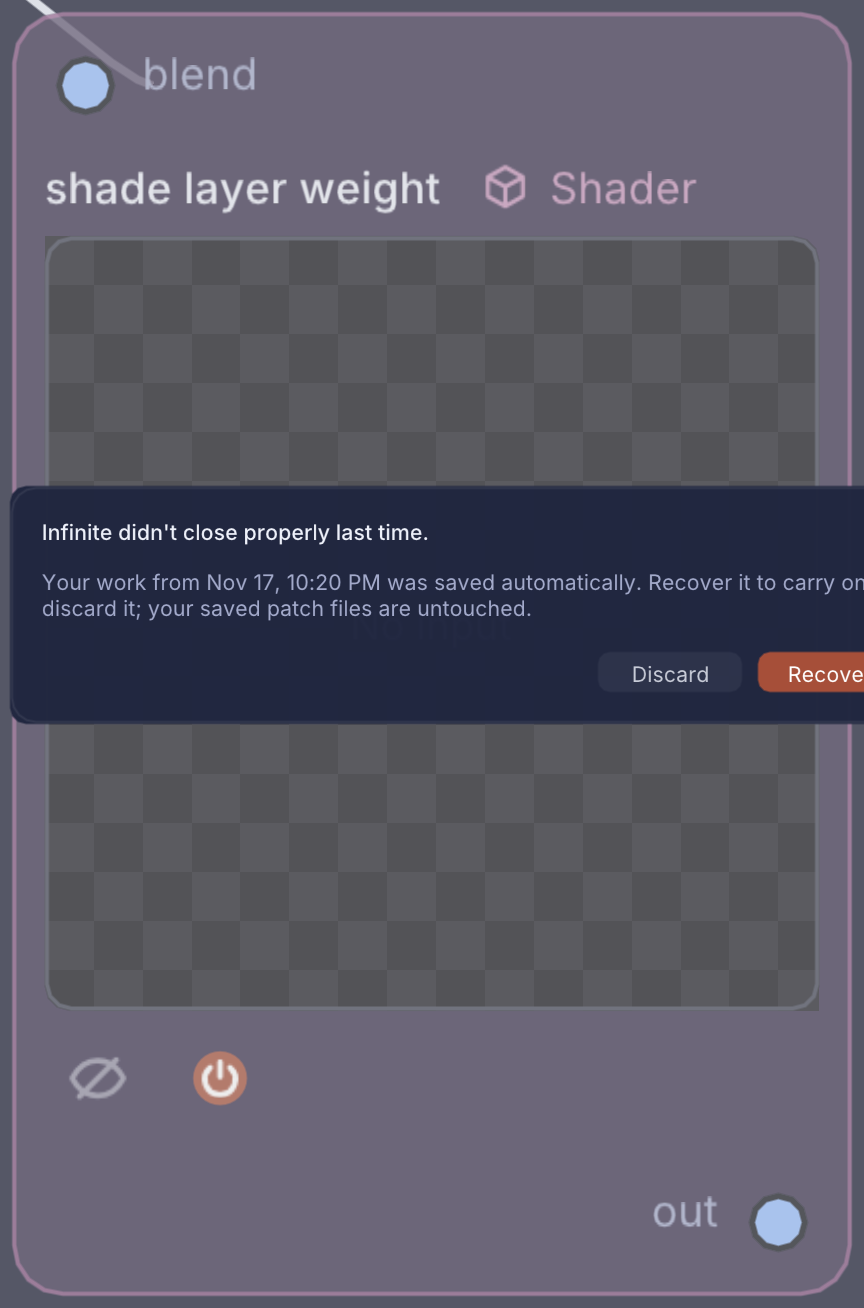 blend
shade layer weight Shader
Infinite didn't close properly last time.
Your work from Nov 17, 10:20 PM was saved automatically. Recover it to carry on
discard it; your saved patch files are untouched.
No input
Discard Recove
out